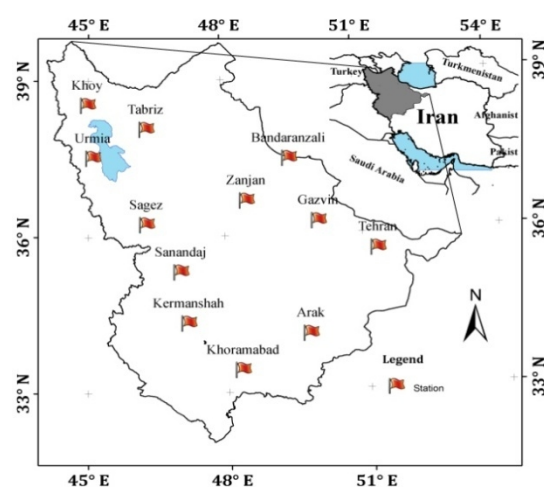 45° E 48° E 51° E 54° E
39° N
39° N
Khoy
Tabriz
Urmia
Bandaranzali
Zanjan
Gazvin
Sagez
Tehran
Sanandaj
Kermanshah
Arak
Khoramabad
Turkey
Turkmenistan
Iran
Afghanist
Pakist
Saudi Arabia
36° N
36° N
N
Legend
Station
33° N
33° N
45° E 48° E 51° E